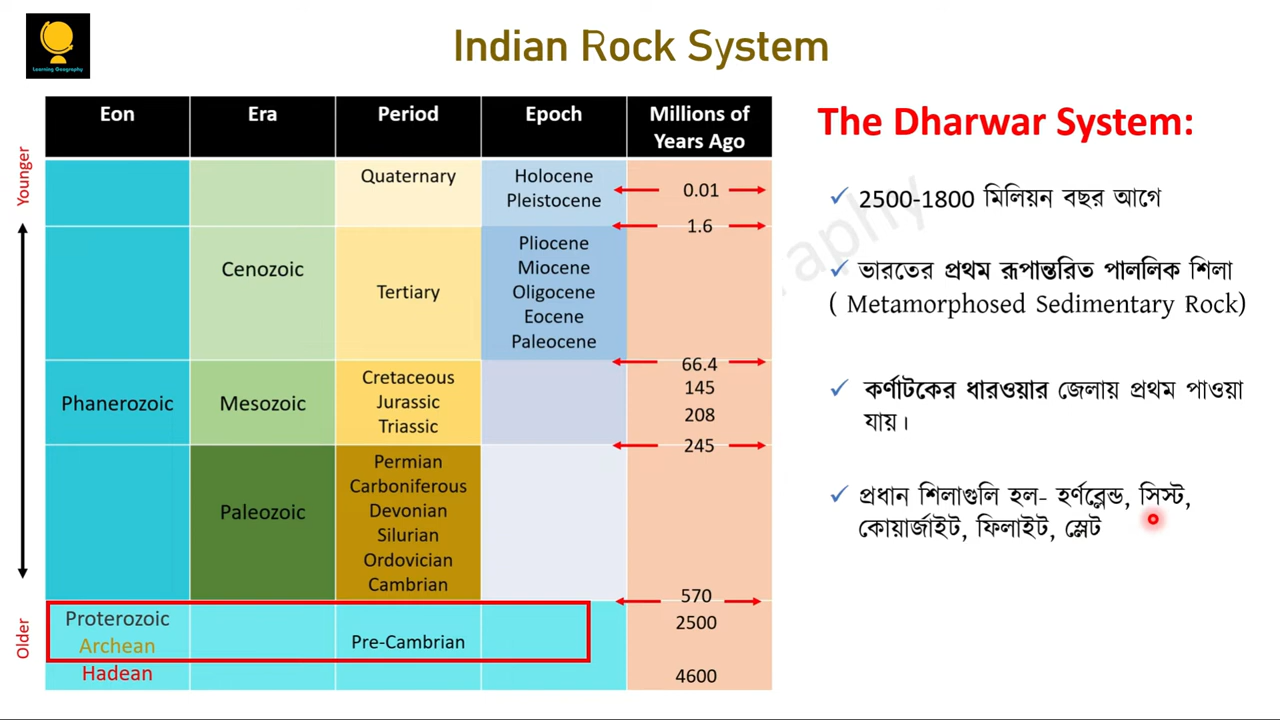 Indian Rock System
Learning Geography
Eon Era Period Epoch Millions of
Years Ago
Younger
Older
Quaternary
Holocene
Pleistocene
0.01
1.6
Cenozoic
Tertiary
Pliocene
Miocene
Oligocene
Eocene
Paleocene
66.4
Phanerozoic
Mesozoic
Cretaceous
Jurassic
Triassic
145
208
245
Paleozoic
Permian
Carboniferous
Devonian
Silurian
Ordovician
Cambrian
570
Proterozoic
Archean
Hadean
Pre-Cambrian
2500
4600
The Dharwar System:
2500-1800 মিলিয়ন বছর আগে
ভারতের প্রথম রূপান্তরিত পাললিক শিলা
( Metamorphosed Sedimentary Rock)
কর্ণাটকের ধারওয়ার জেলায় প্রথম পাওয়া
যায়।
প্রধান শিলাগুলি হল- হর্ণব্লেন্ড, সিস্ট,
কোয়ার্জাইট, ফিলাইট, স্লেট